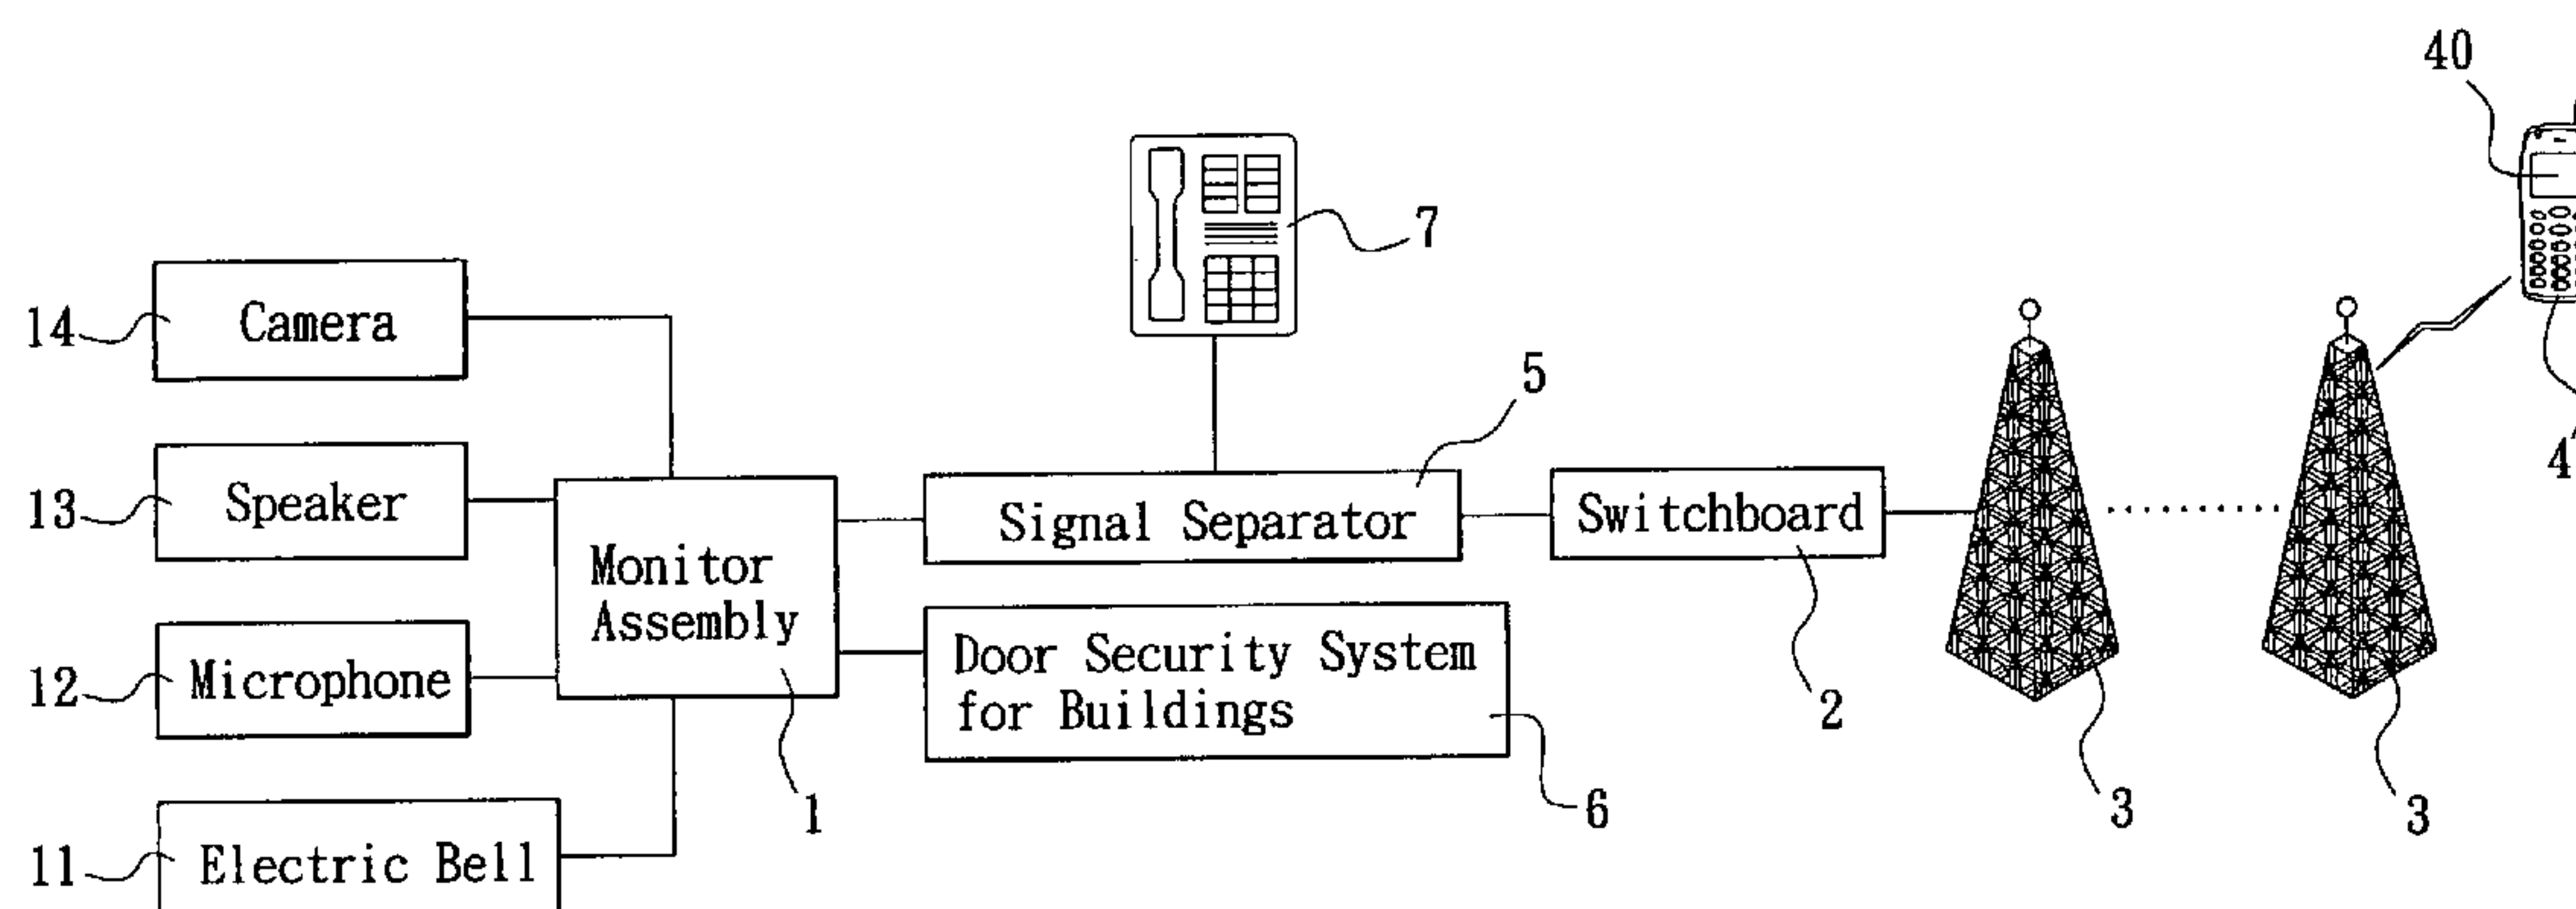 40
7
14
Camera
5
13
Speaker
Signal Separator
Switchboard
4
Monitor
Assembly
12
Microphone
Door Security System
for Buildings
2
1
6
3
3
11
Electric Bell